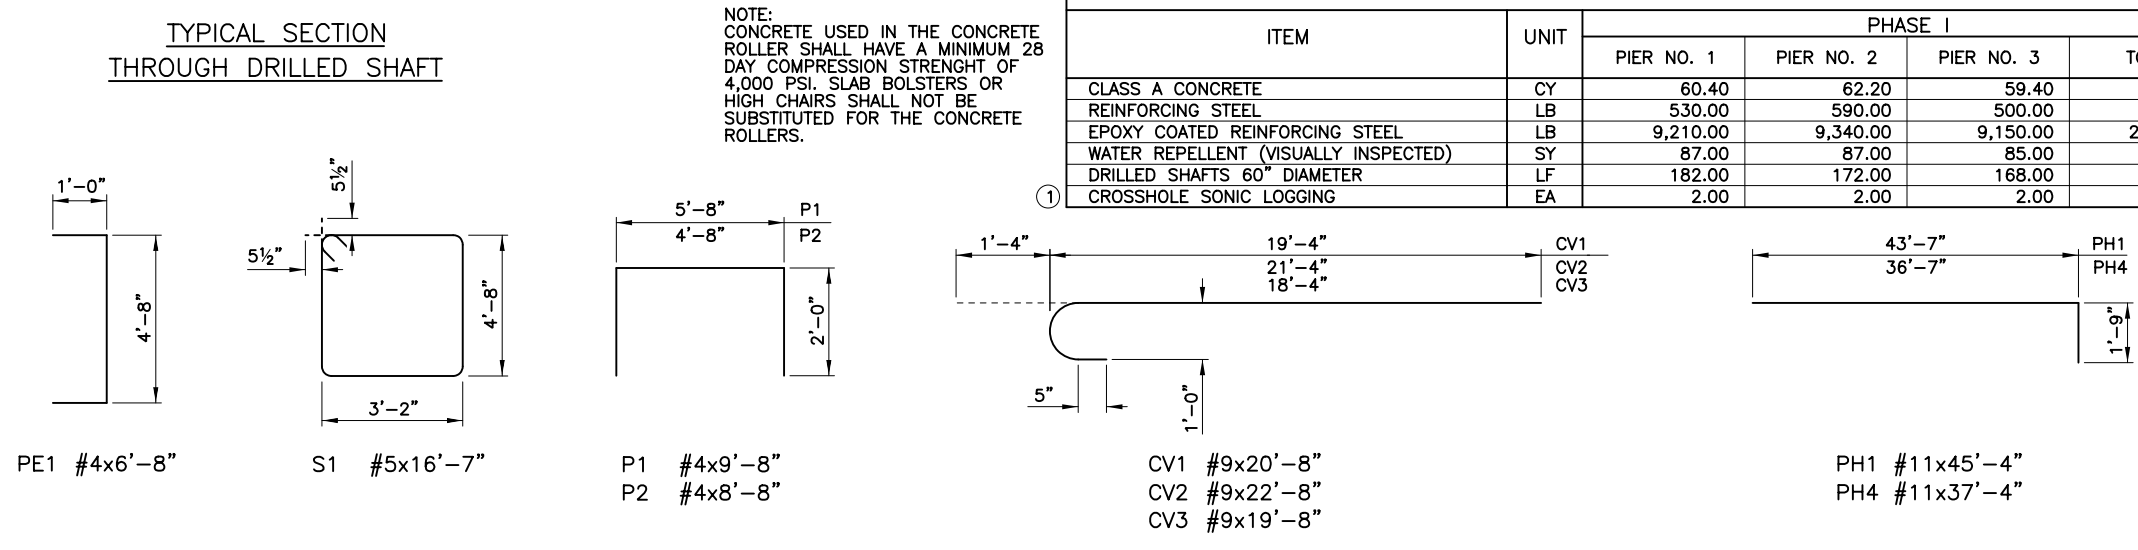 TYPICAL SECTION
THROUGH DRILLED SHAFT
NOTE:
CONCRETE USED IN THE CONCRETE
ROLLER SHALL HAVE A MINIMUM 28
DAY COMPRESSION STRENGHT OF
4,000 PSI. SLAB BOLSTERS OR
HIGH CHAIRS SHALL NOT BE
SUBSTITUTED FOR THE CONCRETE
ROLLERS.
ITEM UNIT PHASE I
PIER NO. 1 PIER NO. 2 PIER NO. 3
CLASS A CONCRETE CY 60.40 62.20 59.40
REINFORCING STEEL LB 530.00 590.00 500.00
EPOXY COATED REINFORCING STEEL LB 9,210.00 9,340.00 9,150.00
WATER REPELLENT (VISUALLY INSPECTED) SY 87.00 87.00 85.00
DRILLED SHAFTS 60" DIAMETER LF 182.00 172.00 168.00
1 CROSSHOLE SONIC LOGGING EA 2.00 2.00 2.00
1'-0"
4'-8"
PE1 #4x6'-8"
5½"
5½"
4'-8"
3'-2"
S1 #5x16'-7"
5'-8" P1
4'-8" P2
2'-0"
P1 #4x9'-8"
P2 #4x8'-8"
1'-4" 19'-4" CV1
21'-4" CV2
18'-4" CV3
5"
1'-0"
CV1 #9x20'-8"
CV2 #9x22'-8"
CV3 #9x19'-8"
43'-7" PH1
36'-7" PH4
1'-9"
PH1 #11x45'-4"
PH4 #11x37'-4"